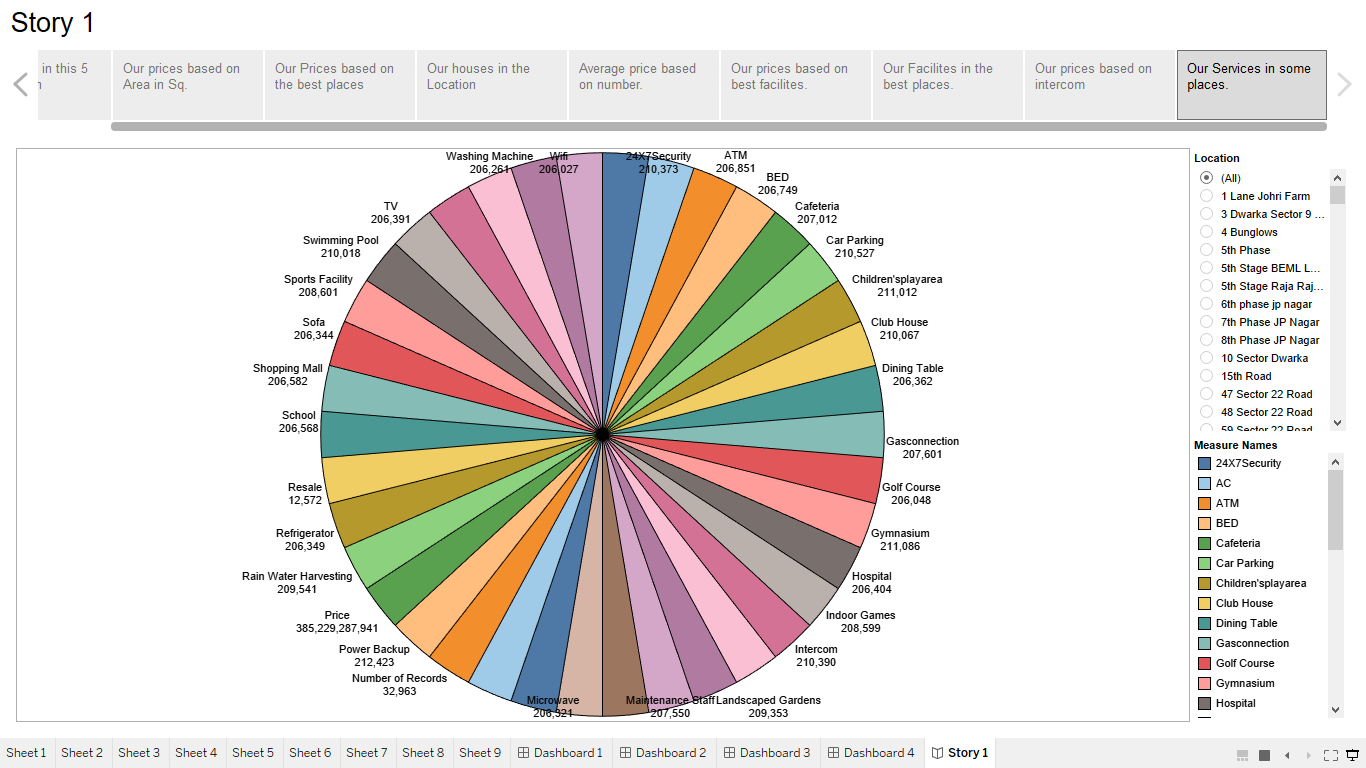 Story 1
in this 5
Our prices based on
Area in Sq.
Our Prices based on
the best places
Our houses in the
Location
Average price based
on number.
Our prices based on
best facilites.
Our Facilites in the
best places.
Our prices based on
intercom
Our Services in some
places.
Washing Machine
206,261
Wifi
206,027
24X7Security
210,373
ATM
206,851
BED
206,749
Cafeteria
207,012
Car Parking
210,527
Children'splayarea
211,012
Club House
210,067
Dining Table
206,362
Gasconnection
207,601
Golf Course
206,048
Gymnasium
211,086
Hospital
206,404
Indoor Games
208,599
Intercom
210,390
Landscaped Gardens
209,353
Maintenance Staff
207,550
Microwave
206,321
Number of Records
32,963
Power Backup
212,423
Price
385,229,287,941
Rain Water Harvesting
209,541
Refrigerator
206,349
Resale
12,572
School
206,568
Shopping Mall
206,582
Sofa
206,344
Sports Facility
208,601
Swimming Pool
210,018
TV
206,391
Location
(All)
1 Lane Johri Farm
3 Dwarka Sector 9 ...
4 Bunglows
5th Phase
5th Stage BEML L...
5th Stage Raja Raj...
6th phase jp nagar
7th Phase JP Nagar
8th Phase JP Nagar
10 Sector Dwarka
15th Road
47 Sector 22 Road
48 Sector 22 Road
59 Sector 22 Road
Measure Names
24X7Security
AC
ATM
BED
Cafeteria
Car Parking
Children'splayarea
Club House
Dining Table
Gasconnection
Golf Course
Gymnasium
Hospital
Sheet 1
Sheet 2
Sheet 3
Sheet 4
Sheet 5
Sheet 6
Sheet 7
Sheet 8
Sheet 9
Dashboard 1
Dashboard 2
Dashboard 3
Dashboard 4
Story 1